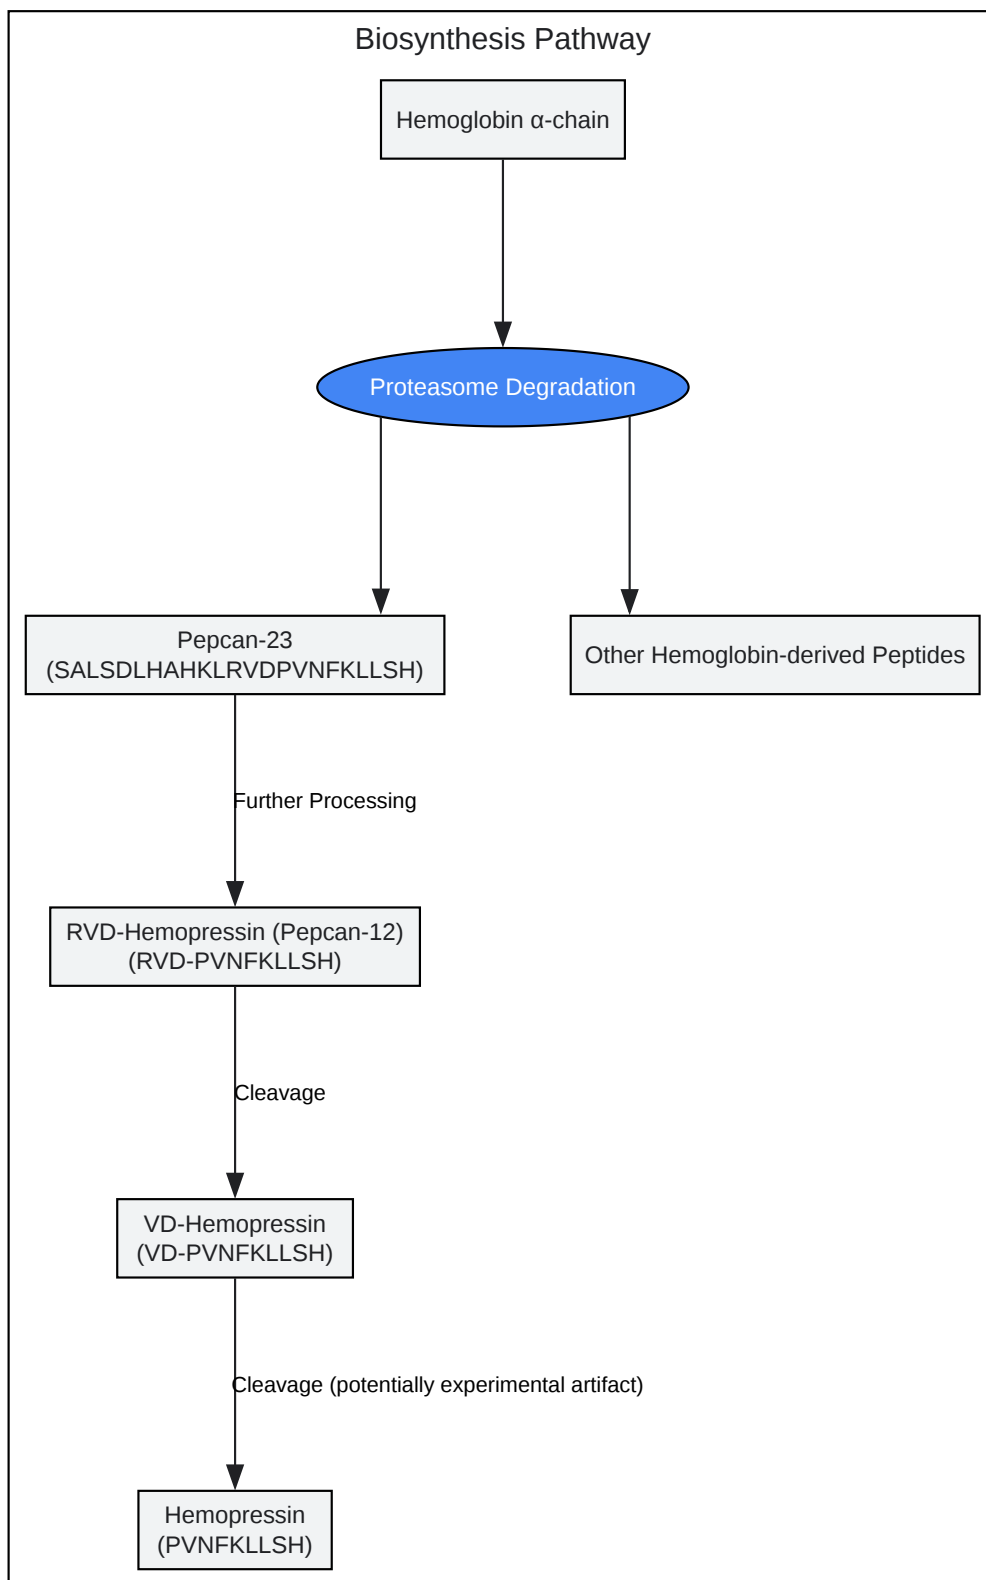 Biosynthesis Pathway
Hemoglobin α-chain
Proteasome Degradation
Pepcan-23
(SALSDLHAHKLRVDPVNFKLLSH)
Other Hemoglobin-derived Peptides
Further Processing
RVD-Hemopressin (Pepcan-12)
(RVD-PVNFKLLSH)
Cleavage
VD-Hemopressin
(VD-PVNFKLLSH)
Cleavage (potentially experimental artifact)
Hemopressin
(PVNFKLLSH)